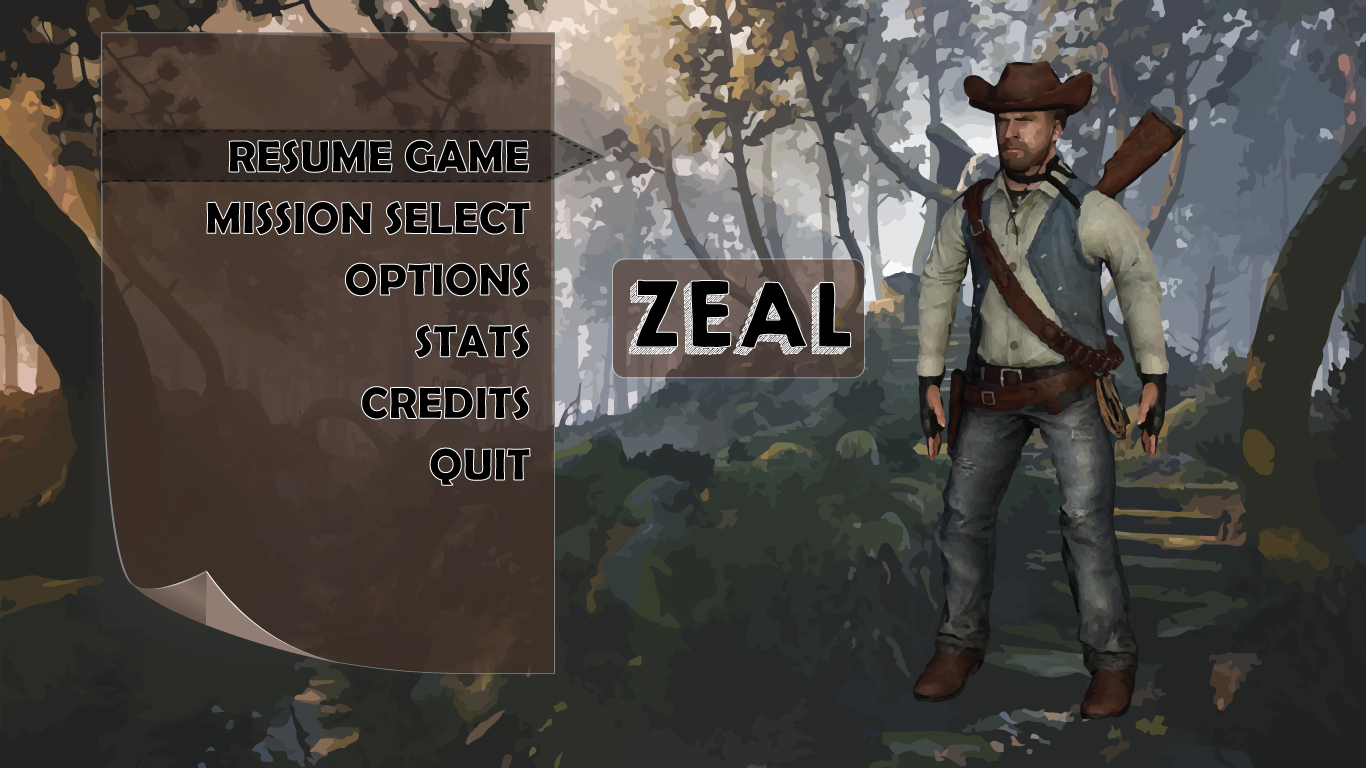 RESUME GAME
MISSION SELECT
OPTIONS
STATS
CREDITS
QUIT
ZEAL